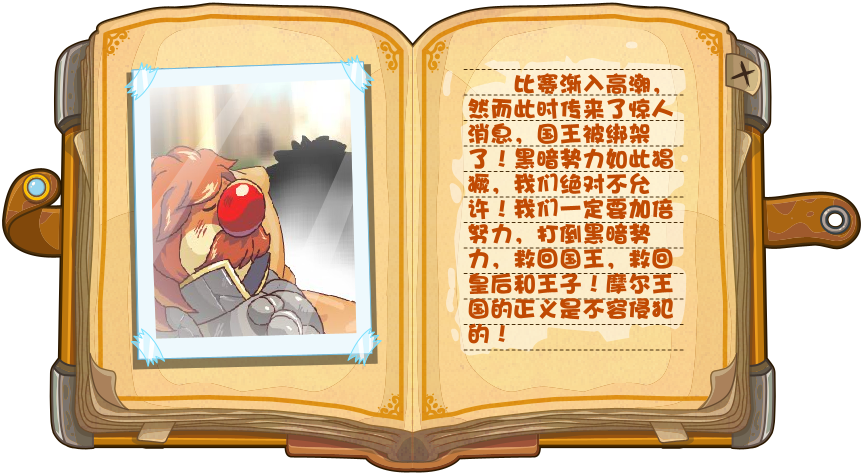 比赛渐入高潮，
然而此时传来了惊人
消息，国王被绑架
了！黑暗势力如此猖
獗，我们绝对不允
许！我们一定要加倍
努力，打倒黑暗势
力，救回国王，救回
皇后和王子！摩尔王
国的正义是不容侵犯
的！